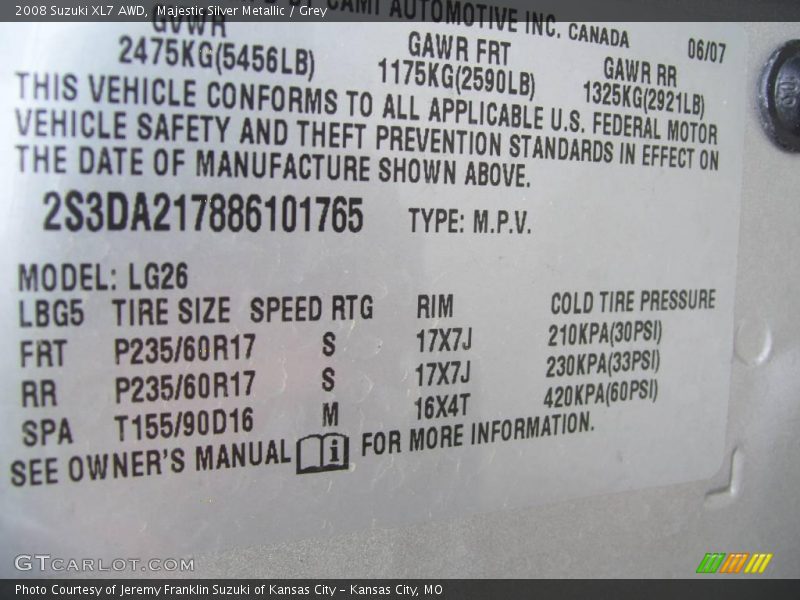 2008 Suzuki XL7 AWD, Majestic Silver Metallic / Grey
BY CAMI AUTOMOTIVE INC. CANADA
GVWR GAWR FRT GAWR RR 06/07
2475KG(5456LB) 1175KG(2590LB) 1325KG(2921LB)
THIS VEHICLE CONFORMS TO ALL APPLICABLE U.S. FEDERAL MOTOR
VEHICLE SAFETY AND THEFT PREVENTION STANDARDS IN EFFECT ON
THE DATE OF MANUFACTURE SHOWN ABOVE.
2S3DA217886101765 TYPE: M.P.V.
MODEL: LG26
LBG5 TIRE SIZE SPEED RTG RIM COLD TIRE PRESSURE
FRT P235/60R17 S 17X7J 210KPA(30PSI)
RR P235/60R17 S 17X7J 230KPA(33PSI)
SPA T155/90D16 M 16X4T 420KPA(60PSI)
SEE OWNER'S MANUAL i FOR MORE INFORMATION.
GTCARLOT.COM
Photo Courtesy of Jeremy Franklin Suzuki of Kansas City - Kansas City, MO